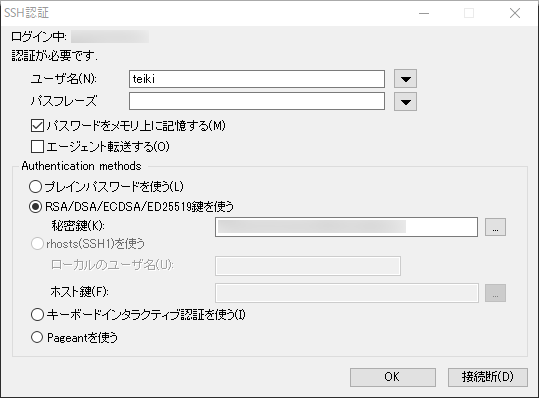 SSH認証
ログイン中:
認証が必要です.
ユーザ名(N): teiki
パスフレーズ
パスワードをメモリ上に記憶する(M)
エージェント転送する(O)
Authentication methods
プレインパスワードを使う(L)
RSA/DSA/ECDSA/ED25519鍵を使う
秘密鍵(K): ...
rhosts(SSH1)を使う
ローカルのユーザ名(U):
ホスト鍵(F): ...
キーボードインタラクティブ認証を使う(I)
Pageantを使う
OK 接続断(D)